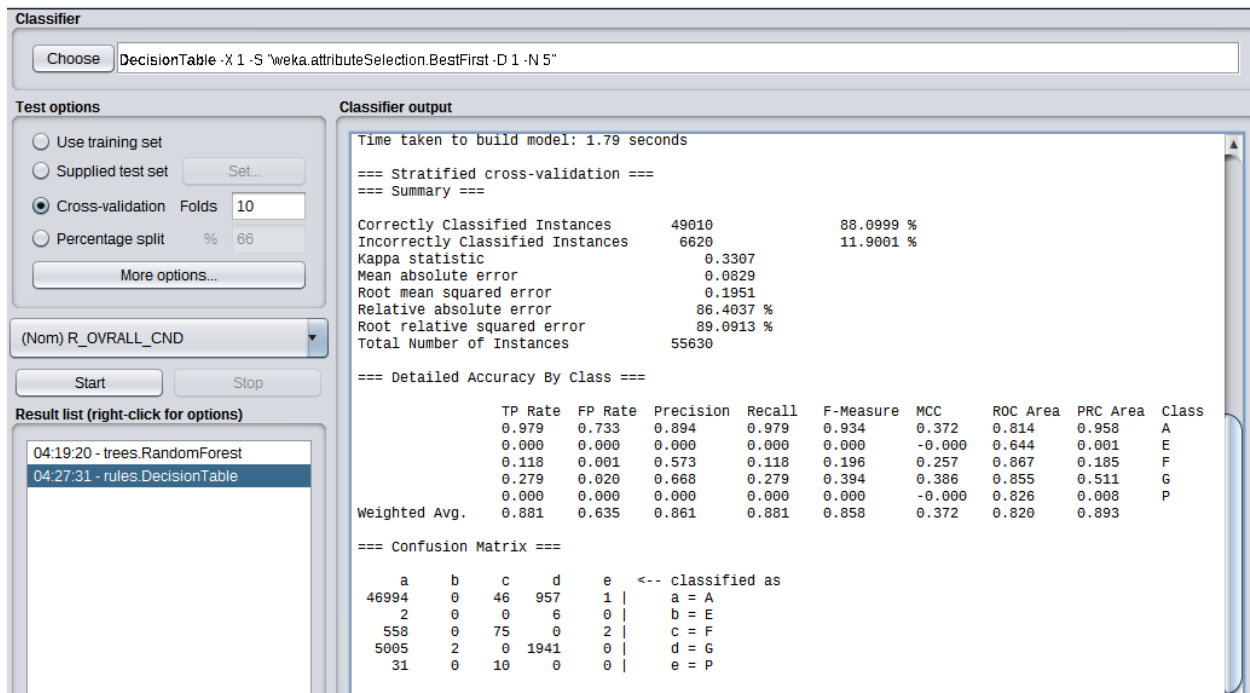 Classifier
Choose DecisionTable -X 1 -S "weka.attributeSelection.BestFirst -D 1 -N 5"
Test options
Use training set
Supplied test set Set...
Cross-validation Folds 10
Percentage split % 66
More options...
(Nom) R_OVRALL_CND
Start Stop
Result list (right-click for options)
04:19:20 - trees.RandomForest
04:27:31 - rules.DecisionTable
Classifier output
Time taken to build model: 1.79 seconds
=== Stratified cross-validation ===
=== Summary ===
Correctly Classified Instances 49010 88.0999 %
Incorrectly Classified Instances 6620 11.9001 %
Kappa statistic 0.3307
Mean absolute error 0.0829
Root mean squared error 0.1951
Relative absolute error 86.4037 %
Root relative squared error 89.0913 %
Total Number of Instances 55630
=== Detailed Accuracy By Class ===
TP Rate FP Rate Precision Recall F-Measure MCC ROC Area PRC Area Class
0.979 0.733 0.894 0.979 0.934 0.372 0.814 0.958 A
0.000 0.000 0.000 0.000 0.000 -0.000 0.644 0.001 E
0.118 0.001 0.573 0.118 0.196 0.257 0.867 0.185 F
0.279 0.020 0.668 0.279 0.394 0.386 0.855 0.511 G
0.000 0.000 0.000 0.000 0.000 -0.000 0.826 0.008 P
Weighted Avg. 0.881 0.635 0.861 0.881 0.858 0.372 0.820 0.893
=== Confusion Matrix ===
a b c d e <-- classified as
46994 0 46 957 1 | a = A
2 0 0 6 0 | b = E
558 0 75 0 2 | c = F
5005 2 0 1941 0 | d = G
31 0 10 0 0 | e = P